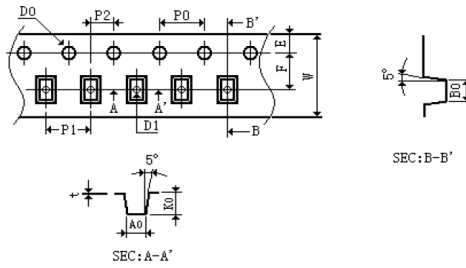 D0 P2 P0 B'
E
F
W
A A'
P1 D1 B
5°
B0
SEC:B-B'
5°
t
K0
A0
SEC:A-A'